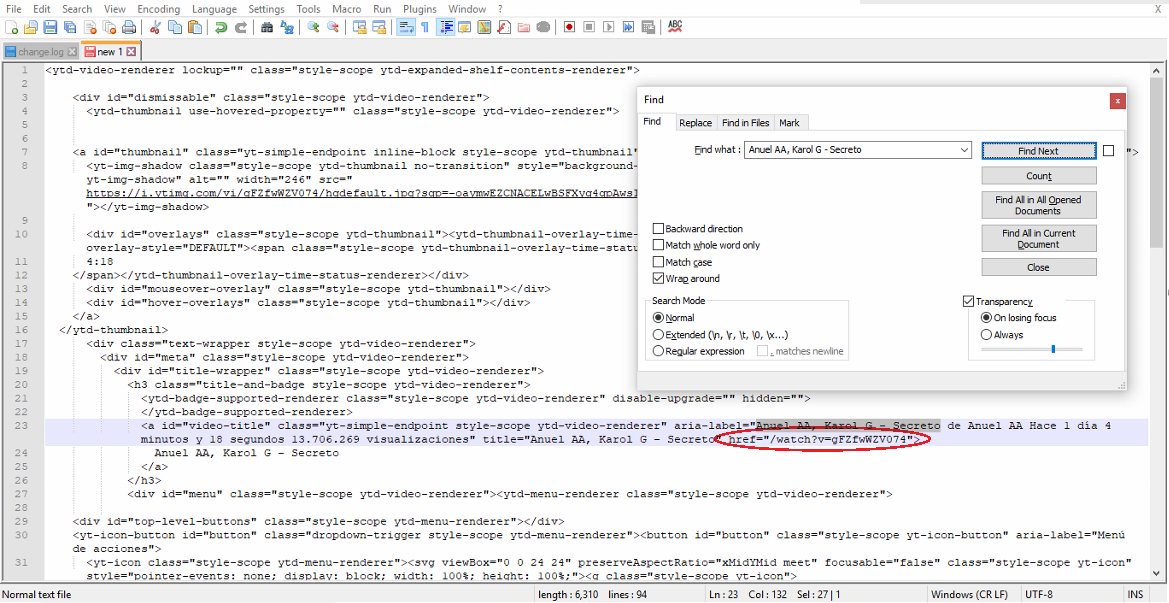 File Edit Search View Encoding Language Settings Tools Macro Run Plugins Window ? X
ABC
change.log new 1
1 <ytd-video-renderer lockup="" class="style-scope ytd-expanded-shelf-contents-renderer">
2
3 <div id="dismissable" class="style-scope ytd-video-renderer">
4 <ytd-thumbnail use-hovered-property="" class="style-scope ytd-video-renderer">
5
6
7 <a id="thumbnail" class="yt-simple-endpoint inline-block style-scope ytd-thumbnail" ">
8 <yt-img-shadow class="style-scope ytd-thumbnail no-transition" style="background-
yt-img-shadow" alt="" width="246" src="
https://i.ytimg.com/vi/gFZfwWZV074/hqdefault.jpg?sqp=-oaymwEZCNACELwBSFXyq4qpAws
"></yt-img-shadow>
9
10 <div id="overlays" class="style-scope ytd-thumbnail"><ytd-thumbnail-overlay-time-
overlay-style="DEFAULT"><span class="style-scope ytd-thumbnail-overlay-time-statu
11 4:18
12 </span></ytd-thumbnail-overlay-time-status-renderer></div>
13 <div id="mouseover-overlay" class="style-scope ytd-thumbnail"></div>
14 <div id="hover-overlays" class="style-scope ytd-thumbnail"></div>
15 </a>
16 </ytd-thumbnail>
17 <div class="text-wrapper style-scope ytd-video-renderer">
18 <div id="meta" class="style-scope ytd-video-renderer">
19 <div id="title-wrapper" class="style-scope ytd-video-renderer">
20 <h3 class="title-and-badge style-scope ytd-video-renderer">
21 <ytd-badge-supported-renderer class="style-scope ytd-video-renderer" disable-upgrade="" hidden="">
22 </ytd-badge-supported-renderer>
23 <a id="video-title" class="yt-simple-endpoint style-scope ytd-video-renderer" aria-label="Anuel AA, Karol G - Secreto de Anuel AA Hace 1 día 4
minutos y 18 segundos 13.706.269 visualizaciones" title="Anuel AA, Karol G - Secreto" href="/watch?v=gFZfwWZV074">
24 Anuel AA, Karol G - Secreto
25 </a>
26 </h3>
27 <div id="menu" class="style-scope ytd-video-renderer"><ytd-menu-renderer class="style-scope ytd-video-renderer">
28
29 <div id="top-level-buttons" class="style-scope ytd-menu-renderer"></div>
30 <yt-icon-button id="button" class="dropdown-trigger style-scope ytd-menu-renderer"><button id="button" class="style-scope yt-icon-button" aria-label="Menú
de acciones">
31 <yt-icon class="style-scope ytd-menu-renderer"><svg viewBox="0 0 24 24" preserveAspectRatio="xMidYMid meet" focusable="false" class="style-scope yt-icon"
style="pointer-events: none; display: block; width: 100%; height: 100%;"><g class="style-scope yt-icon">
Find x
Find Replace Find in Files Mark
Find what : Anuel AA, Karol G - Secreto Find Next
Count
Find All in All Opened
Documents
Find All in Current
Document
Close
Backward direction
Match whole word only
Match case
Wrap around
Search Mode
Normal
Extended (\n, \r, \t, \0, \x...)
Regular expression . matches newline
Transparency
On losing focus
Always
Normal text file length : 6,310 lines : 94 Ln : 23 Col : 132 Sel : 27 | 1 Windows (CR LF) UTF-8 INS